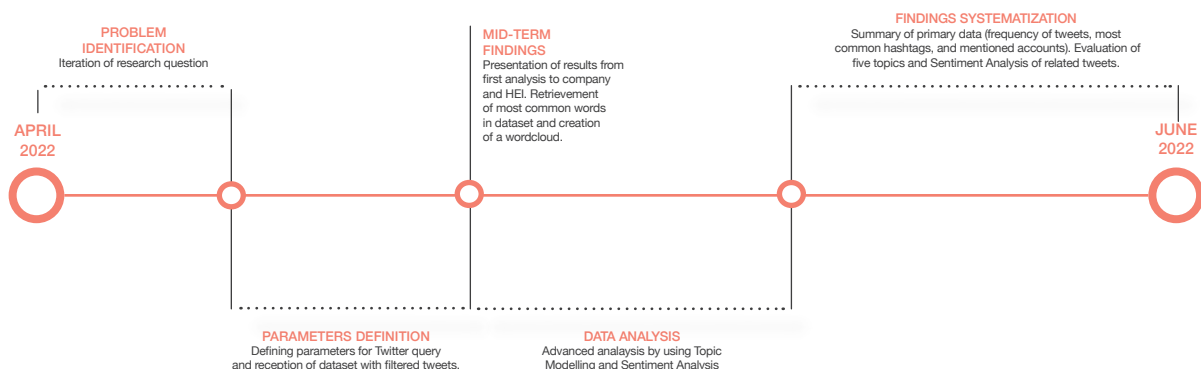 PROBLEM
IDENTIFICATION
Iteration of research question
APRIL
2022
PARAMETERS DEFINITION
Defining parameters for Twitter query
and reception of dataset with filtered tweets.
MID-TERM
FINDINGS
Presentation of results from
first analysis to company
and HEI. Retrievement
of most common words
in dataset and creation
of a wordcloud.
DATA ANALYSIS
Advanced analaysis by using Topic
Modelling and Sentiment Analysis
FINDINGS SYSTEMATIZATION
Summary of primary data (frequency of tweets, most
common hashtags, and mentioned accounts). Evaluation of
five topics and Sentiment Analysis of related tweets.
JUNE
2022